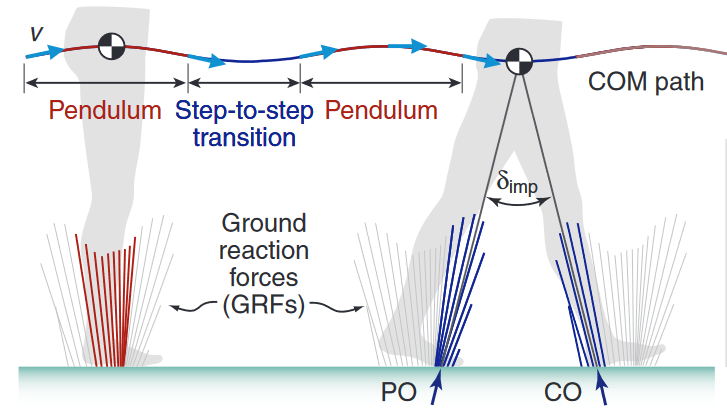 v
COM path
Pendulum Step-to-step Pendulum
transition
δimp
Ground
reaction
forces
(GRFs)
PO
CO